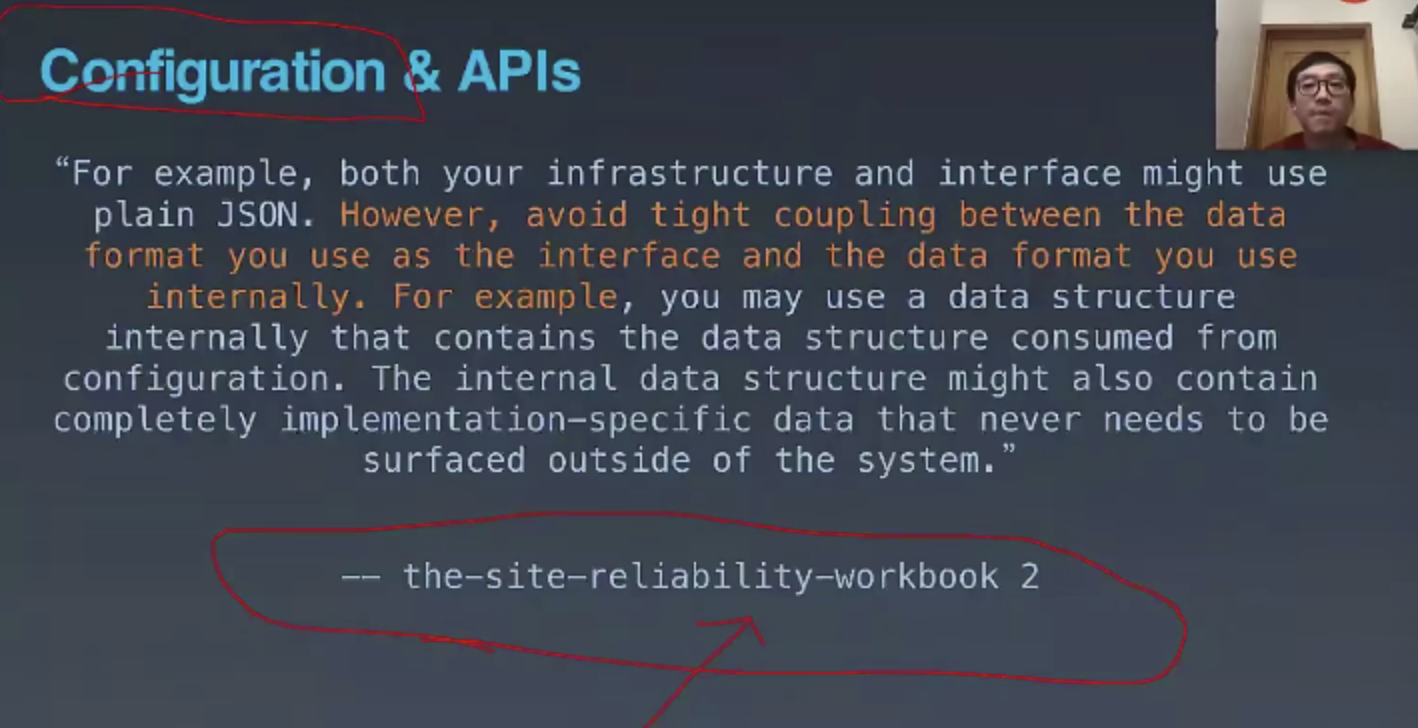 Configuration & APIs
“For example, both your infrastructure and interface might use
plain JSON. However, avoid tight coupling between the data
format you use as the interface and the data format you use
internally. For example, you may use a data structure
internally that contains the data structure consumed from
configuration. The internal data structure might also contain
completely implementation-specific data that never needs to be
surfaced outside of the system.”
–– the-site-reliability-workbook 2